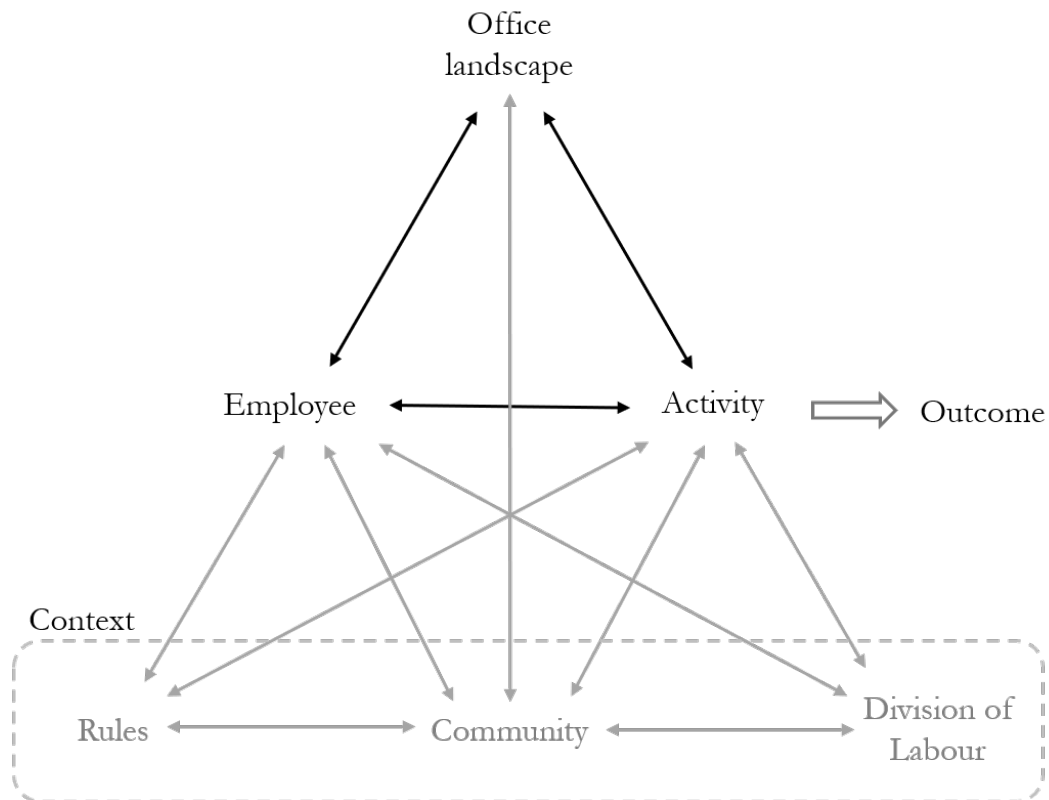 Office
landscape
Employee
Activity
Outcome
Context
Rules
Community
Division of
Labour